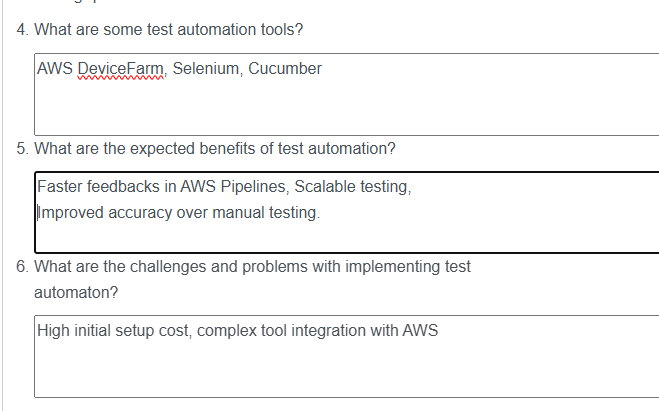 4. What are some test automation tools?
AWS DeviceFarm, Selenium, Cucumber
5. What are the expected benefits of test automation?
Faster feedbacks in AWS Pipelines, Scalable testing,
Improved accuracy over manual testing.
6. What are the challenges and problems with implementing test
automaton?
High initial setup cost, complex tool integration with AWS